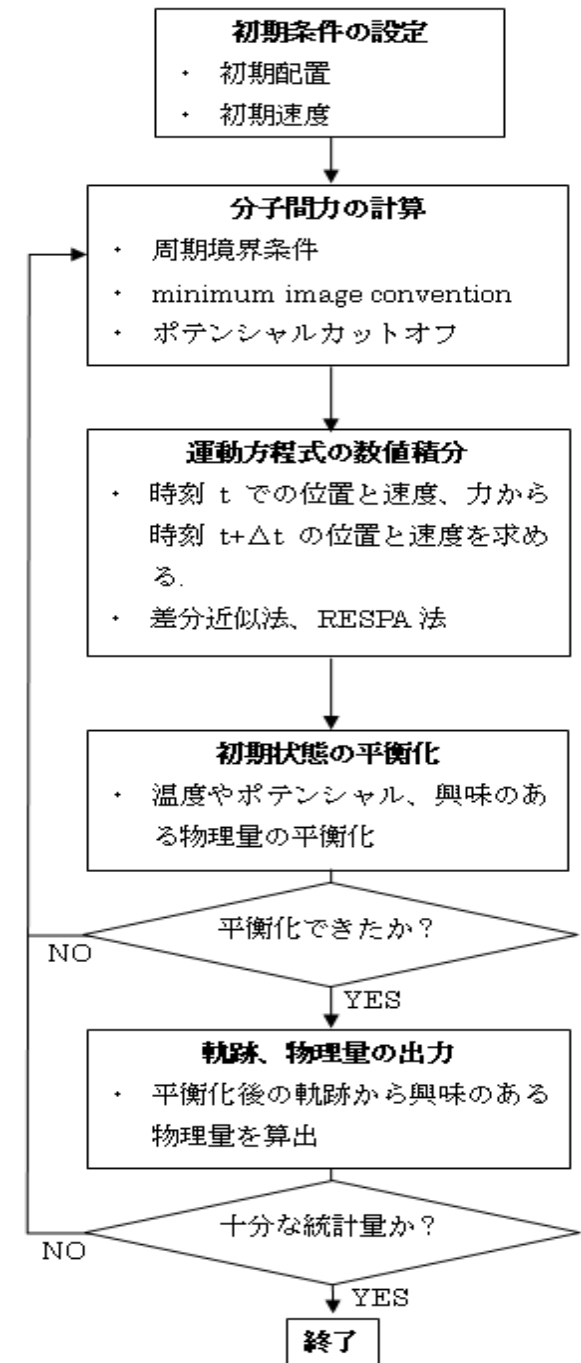 初期条件の設定
・ 初期配置
・ 初期速度
分子間力の計算
・ 周期境界条件
・ minimum image convention
・ ポテンシャルカットオフ
運動方程式の数値積分
・ 時刻 t での位置と速度、力から
時刻 t+△t の位置と速度を求め
る.
・ 差分近似法、RESPA 法
初期状態の平衡化
・ 温度やポテンシャル、興味のあ
る物理量の平衡化
平衡化できたか?
NO
YES
軌跡、物理量の出力
・ 平衡化後の軌跡から興味のある
物理量を算出
十分な統計量か?
NO
YES
終了